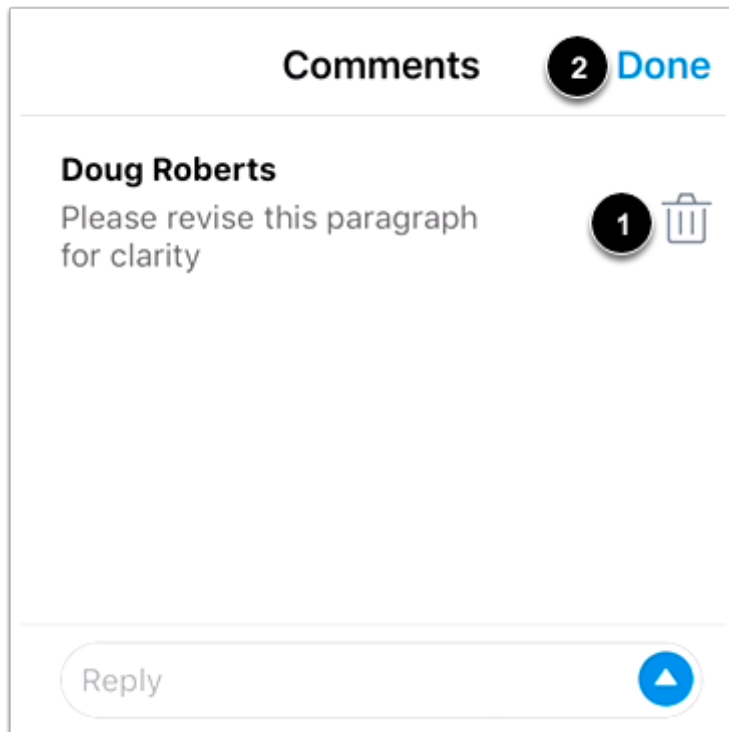 Comments 2 Done
Doug Roberts
Please revise this paragraph
for clarity
1
Reply